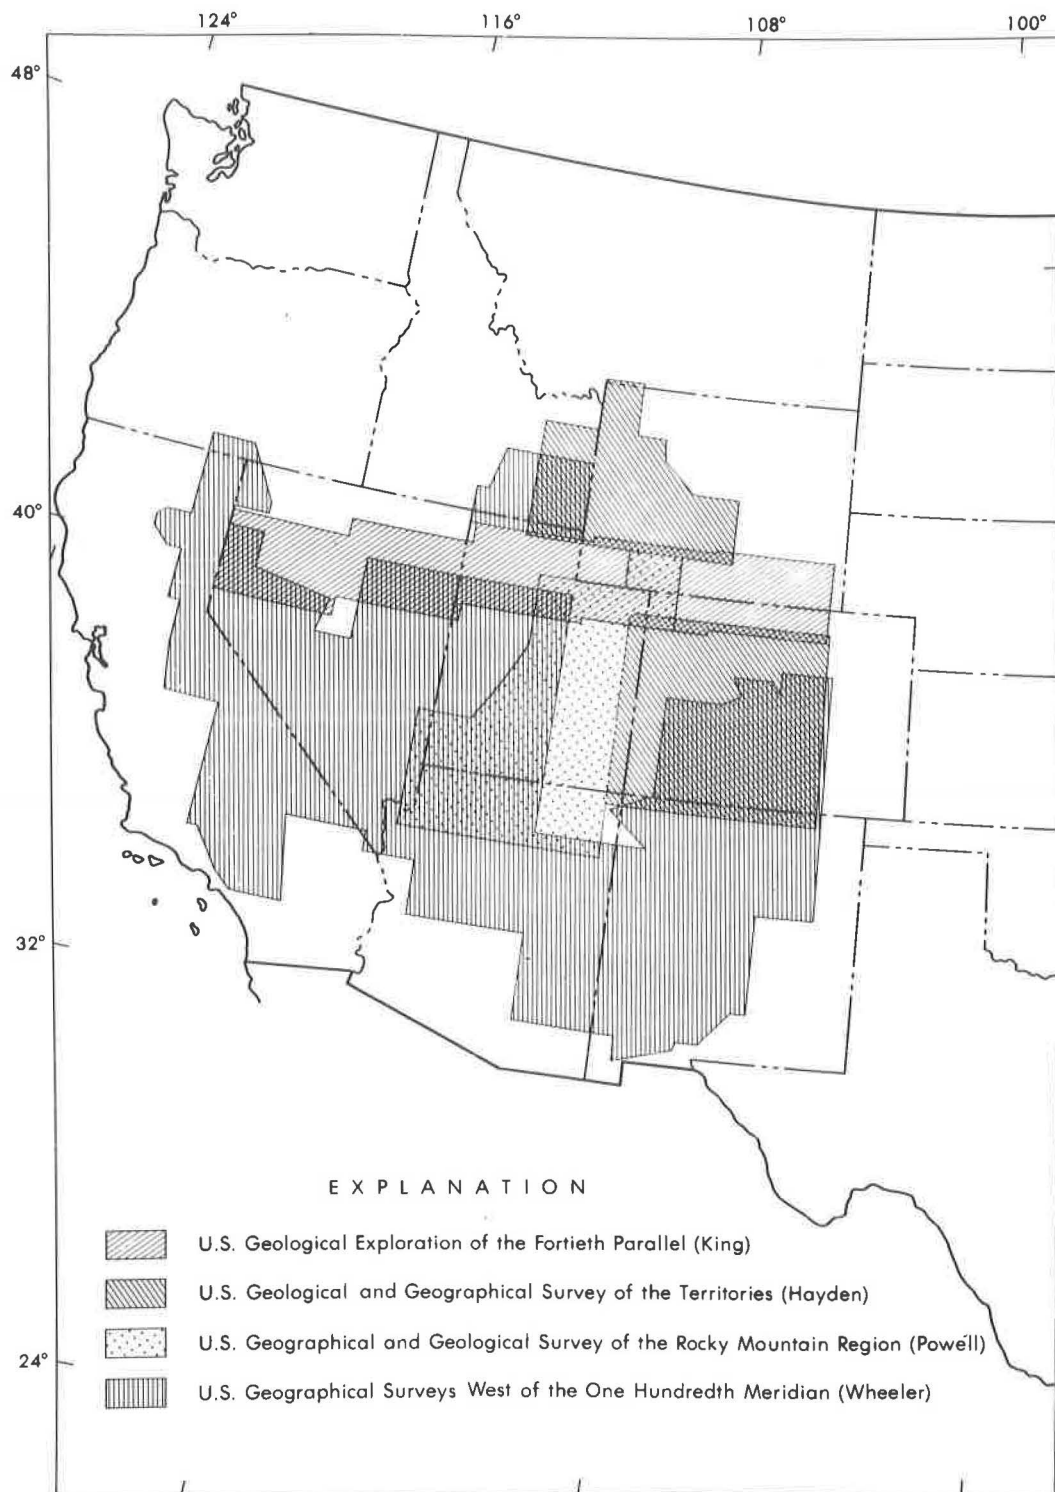 124°
116°
108°
100°
48°
40°
32°
24°
EXPLANATION
U.S. Geological Exploration of the Fortieth Parallel (King)
U.S. Geological and Geographical Survey of the Territories (Hayden)
U.S. Geographical and Geological Survey of the Rocky Mountain Region (Powell)
U.S. Geographical Surveys West of the One Hundredth Meridian (Wheeler)